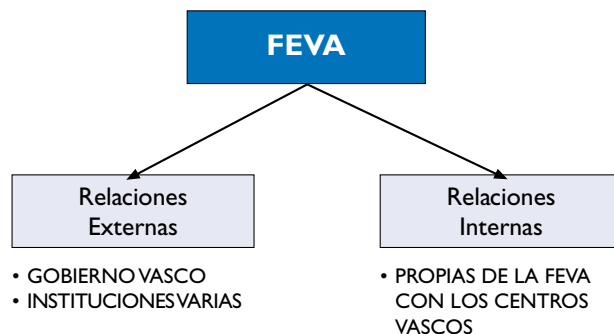 FEVA
Relaciones
Externas
• GOBIERNO VASCO
• INSTITUCIONES VARIAS
Relaciones
Internas
• PROPIAS DE LA FEVA
CON LOS CENTROS
VASCOS